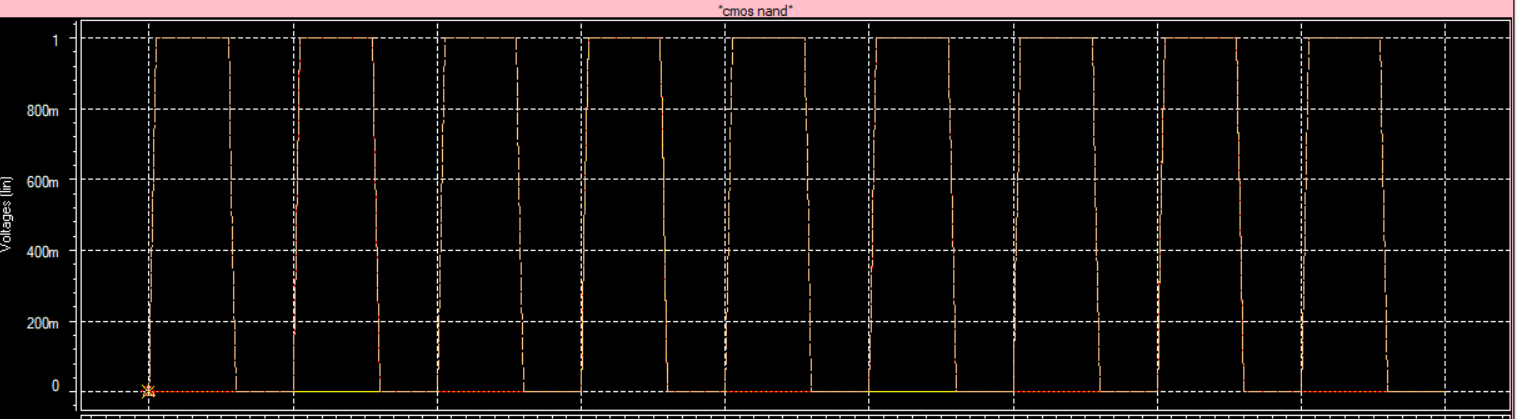 *cmos nand*
1
800m
600m
Voltages (lin)
400m
200m
0